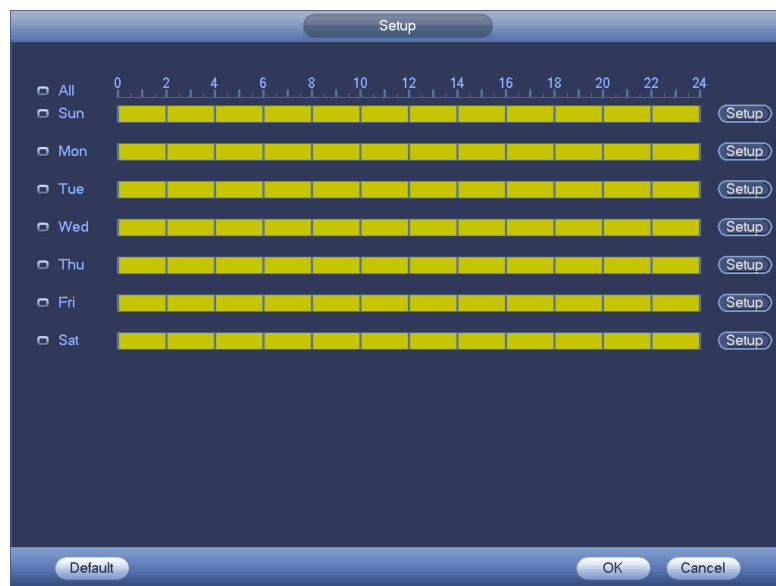 Setup
0 2 4 6 8 10 12 14 16 18 20 22 24
All
Sun Setup
Mon Setup
Tue Setup
Wed Setup
Thu Setup
Fri Setup
Sat Setup
Default OK Cancel